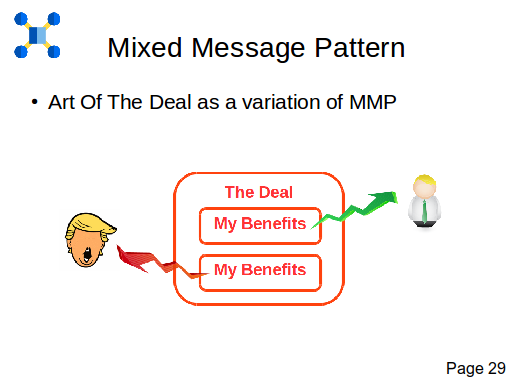 Mixed Message Pattern
• Art Of The Deal as a variation of MMP
The Deal
My Benefits
My Benefits
Page 29